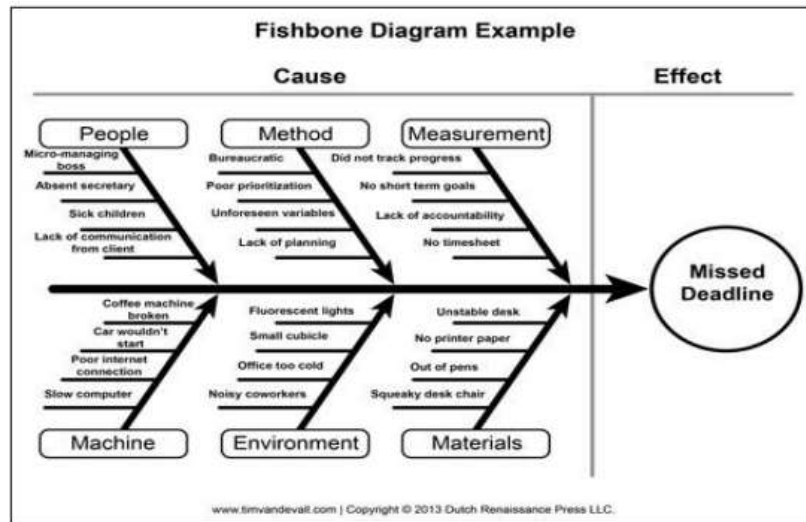 Fishbone Diagram Example
Cause
Effect
People
Method
Measurement
Micro-managing
boss
Absent secretary
Sick children
Lack of communication
from client
Bureaucratic
Poor prioritization
Unforeseen variables
Lack of planning
Did not track progress
No short term goals
Lack of accountability
No timesheet
Missed
Deadline
Coffee machine
broken
Car wouldn't
start
Poor internet
connection
Slow computer
Fluorescent lights
Small cubicle
Office too cold
Noisy coworkers
Unstable desk
No printer paper
Out of pens
Squeaky desk chair
Machine
Environment
Materials
www.timvandevall.com | Copyright © 2013 Dutch Renaissance Press LLC.